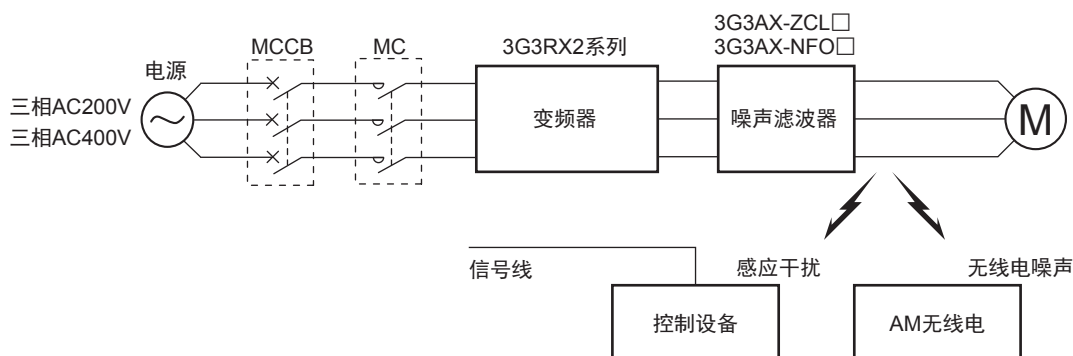 3G3AX-ZCL□
3G3AX-NFO□
MCCB
MC
3G3RX2系列
电源
三相AC200V
三相AC400V
变频器
噪声滤波器
M
信号线
感应干扰
无线电噪声
控制设备
AM无线电